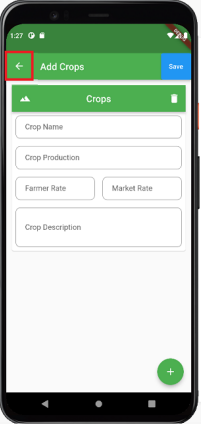 1:27
Add Crops
Save
Crops
Crop Name
Crop Production
Farmer Rate
Market Rate
Crop Description
+